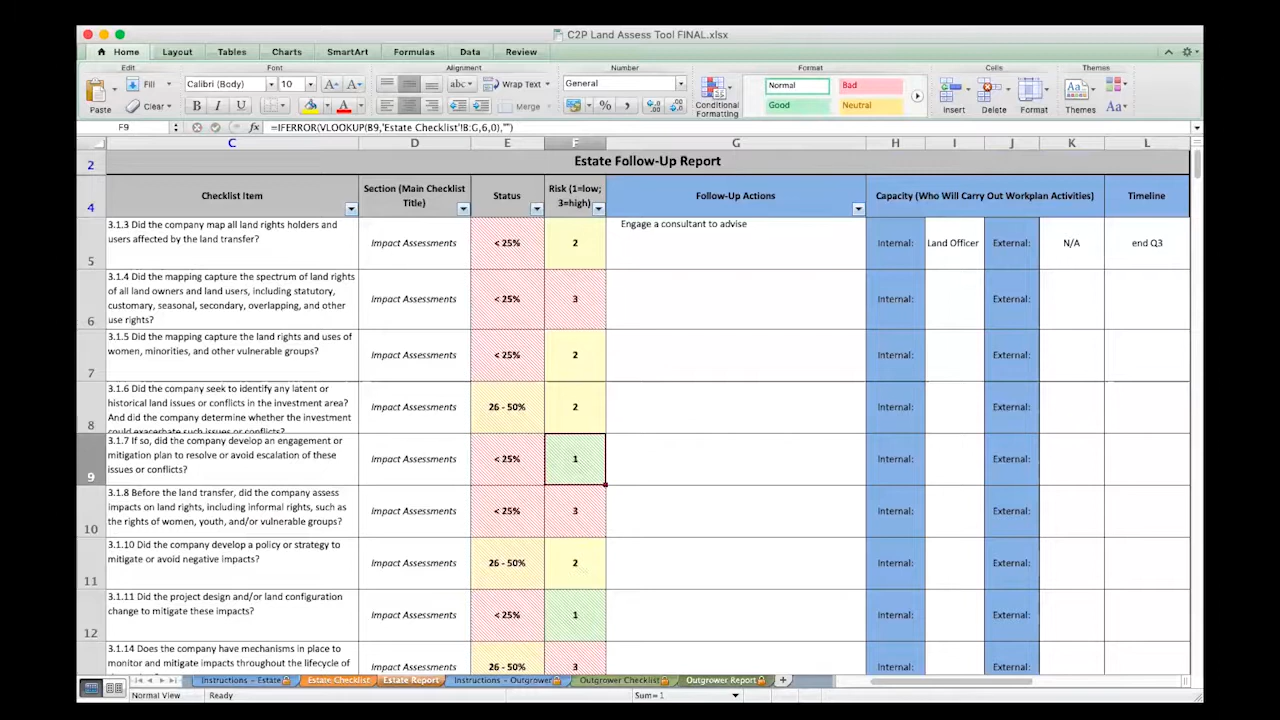 C2P Land Assess Tool FINAL.xlsx
Home Layout Tables Charts SmartArt Formulas Data Review
Edit Font Alignment Number Format Cells Themes
Fill Calibri (Body) 10 A A abc Wrap Text General Normal Bad
Paste Clear B I U A Merge % , Conditional Formatting Good Neutral Insert Delete Format Themes Aa
F9 fx =IFERROR(VLOOKUP(B9,'Estate Checklist'!B:G,6,0),"")
C D E F G H I J K L
2 Estate Follow-Up Report
4 Checklist Item Section (Main Checklist Title) Status Risk (1=low; 3=high) Follow-Up Actions Capacity (Who Will Carry Out Workplan Activities) Timeline
3.1.3 Did the company map all land rights holders and
users affected by the land transfer?
5 Impact Assessments < 25% 2 Engage a consultant to advise Internal: Land Officer External: N/A end Q3
3.1.4 Did the mapping capture the spectrum of land rights
of all land owners and land users, including statutory,
customary, seasonal, secondary, overlapping, and other
use rights?
6 Impact Assessments < 25% 3 Internal: External:
3.1.5 Did the mapping capture the land rights and uses of
women, minorities, and other vulnerable groups?
7 Impact Assessments < 25% 2 Internal: External:
3.1.6 Did the company seek to identify any latent or
historical land issues or conflicts in the investment area?
And did the company determine whether the investment
could exacerbate such issues or conflicts?
8 Impact Assessments 26 - 50% 2 Internal: External:
3.1.7 If so, did the company develop an engagement or
mitigation plan to resolve or avoid escalation of these
issues or conflicts?
9 Impact Assessments < 25% 1 Internal: External:
3.1.8 Before the land transfer, did the company assess
impacts on land rights, including informal rights, such as
the rights of women, youth, and/or vulnerable groups?
10 Impact Assessments < 25% 3 Internal: External:
3.1.10 Did the company develop a policy or strategy to
mitigate or avoid negative impacts?
11 Impact Assessments 26 - 50% 2 Internal: External:
3.1.11 Did the project design and/or land configuration
change to mitigate these impacts?
12 Impact Assessments < 25% 1 Internal: External:
3.1.14 Does the company have mechanisms in place to
monitor and mitigate impacts throughout the lifecycle of
Impact Assessments 26 - 50% 3 Internal: External:
Instructions - Estate Estate Checklist Estate Report Instructions - Outgrower Outgrower Checklist Outgrower Report +
Normal View Ready Sum= 1